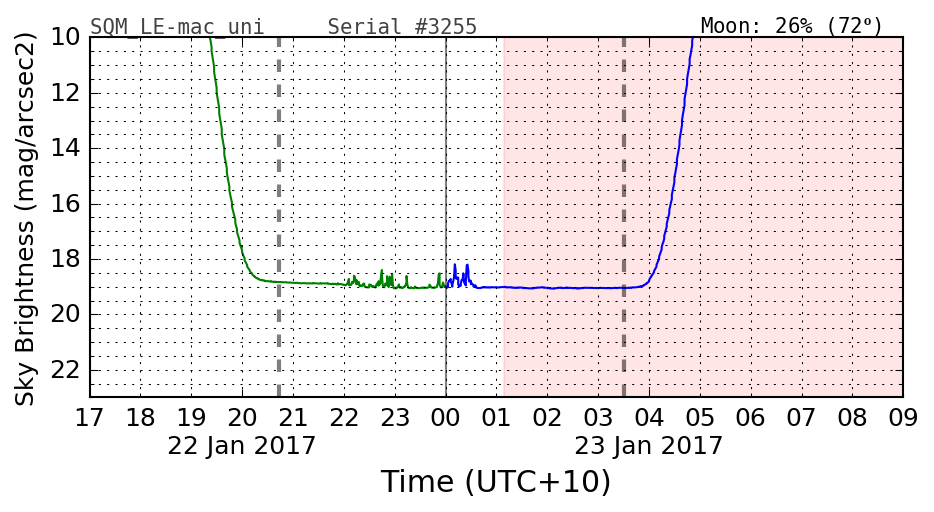 SQM_LE-mac_uni Serial #3255 Moon: 26% (72°)
Sky Brightness (mag/arcsec2)
10
12
14
16
18
20
22
17 18 19 20 21 22 23 00 01 02 03 04 05 06 07 08 09
22 Jan 2017 23 Jan 2017
Time (UTC+10)